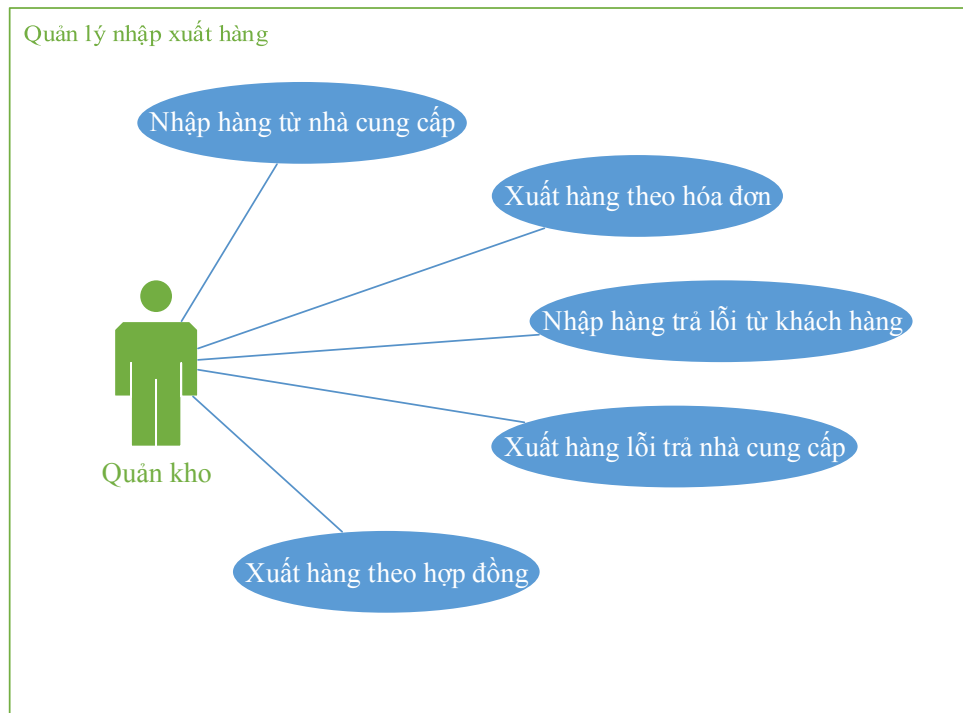 Quản lý nhập xuất hàng
Nhập hàng từ nhà cung cấp
Xuất hàng theo hóa đơn
Nhập hàng trả lỗi từ khách hàng
Xuất hàng lỗi trả nhà cung cấp
Quản kho
Xuất hàng theo hợp đồng